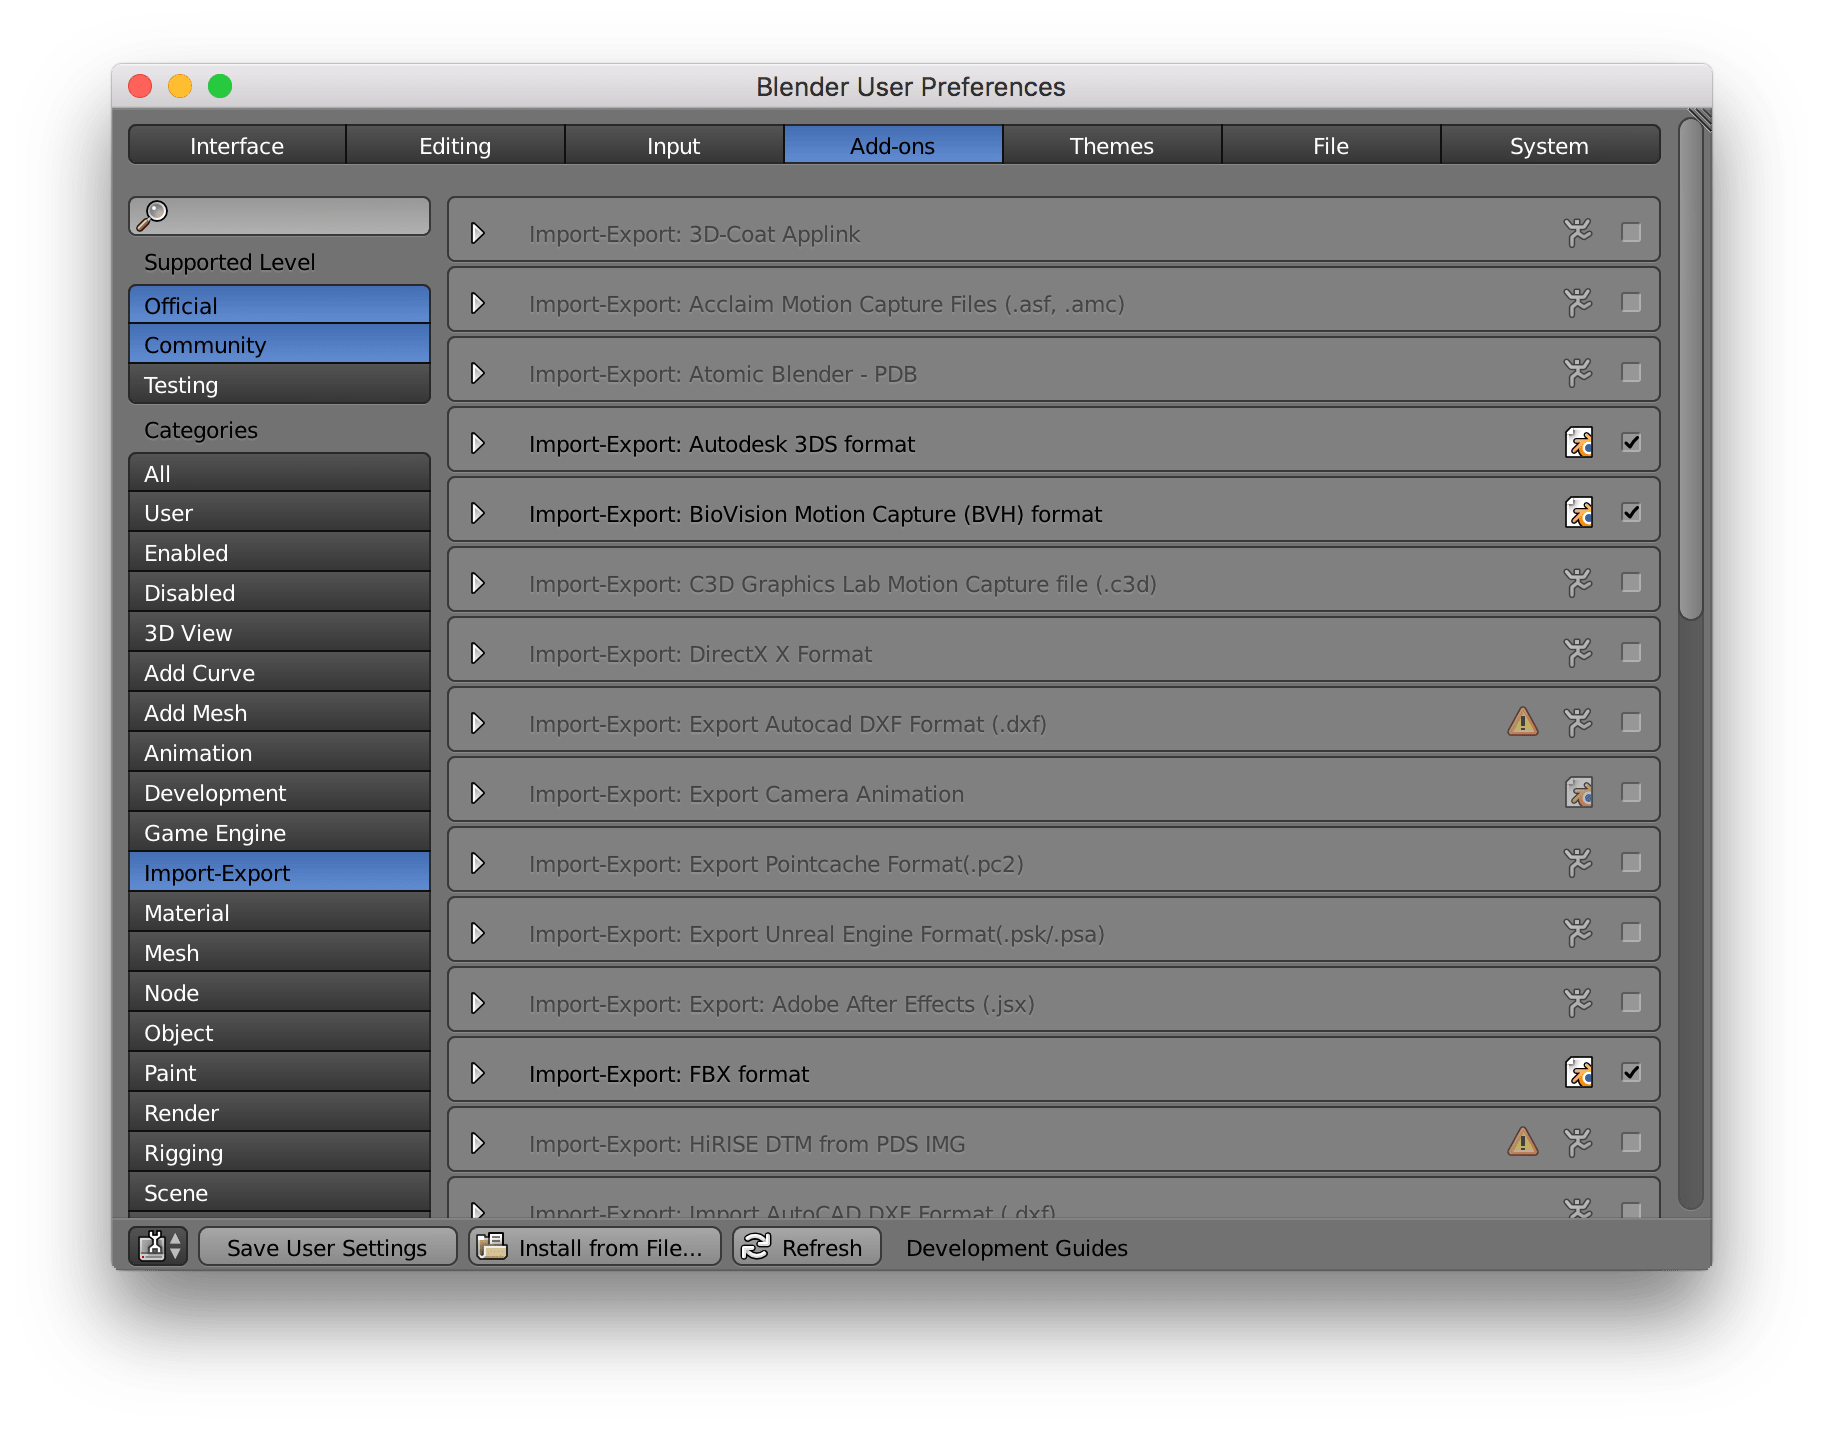 Blender User Preferences
Interface Editing Input Add-ons Themes File System
Supported Level
Official
Community
Testing
Categories
All
User
Enabled
Disabled
3D View
Add Curve
Add Mesh
Animation
Development
Game Engine
Import-Export
Material
Mesh
Node
Object
Paint
Render
Rigging
Scene
Import-Export: 3D-Coat Applink
Import-Export: Acclaim Motion Capture Files (.asf, .amc)
Import-Export: Atomic Blender - PDB
Import-Export: Autodesk 3DS format
Import-Export: BioVision Motion Capture (BVH) format
Import-Export: C3D Graphics Lab Motion Capture file (.c3d)
Import-Export: DirectX X Format
Import-Export: Export Autocad DXF Format (.dxf)
Import-Export: Export Camera Animation
Import-Export: Export Pointcache Format(.pc2)
Import-Export: Export Unreal Engine Format(.psk/.psa)
Import-Export: Export: Adobe After Effects (.jsx)
Import-Export: FBX format
Import-Export: HiRISE DTM from PDS IMG
Import-Export: Import AutoCAD DXF Format (.dxf)
Save User Settings Install from File... Refresh Development Guides